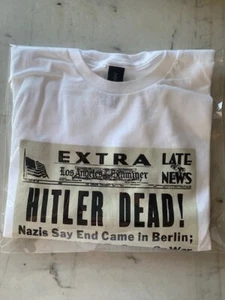 EXTRA LATE
Los Angeles Examiner NEWS
HITLER DEAD!
Nazis Say End Came In Berlin;